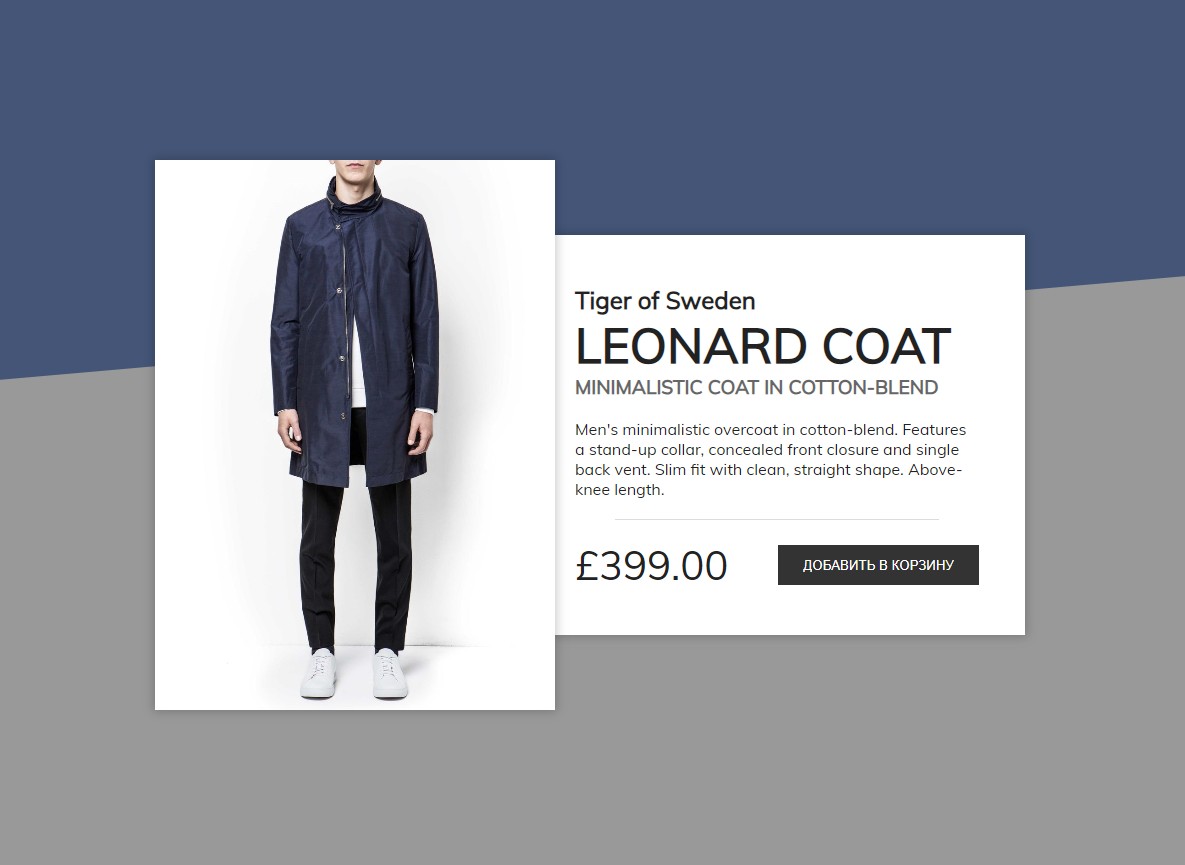 Tiger of Sweden
LEONARD COAT
MINIMALISTIC COAT IN COTTON-BLEND
Men's minimalistic overcoat in cotton-blend. Features
a stand-up collar, concealed front closure and single
back vent. Slim fit with clean, straight shape. Above-
knee length.
£399.00
ДОБАВИТЬ В КОРЗИНУ